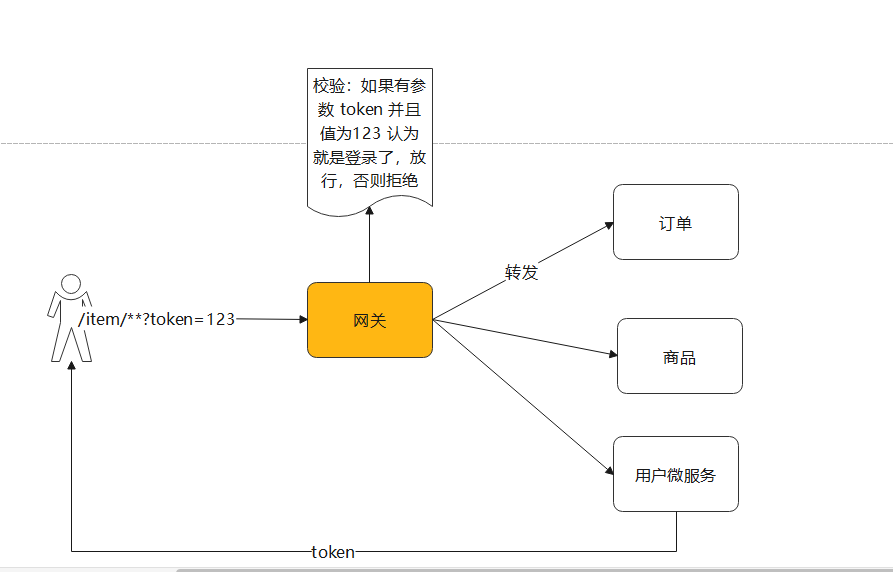 校验：如果有参
数 token 并且
值为123 认为
就是登录了，放
行，否则拒绝
订单
转发
/item/**?token=123
网关
商品
用户微服务
token